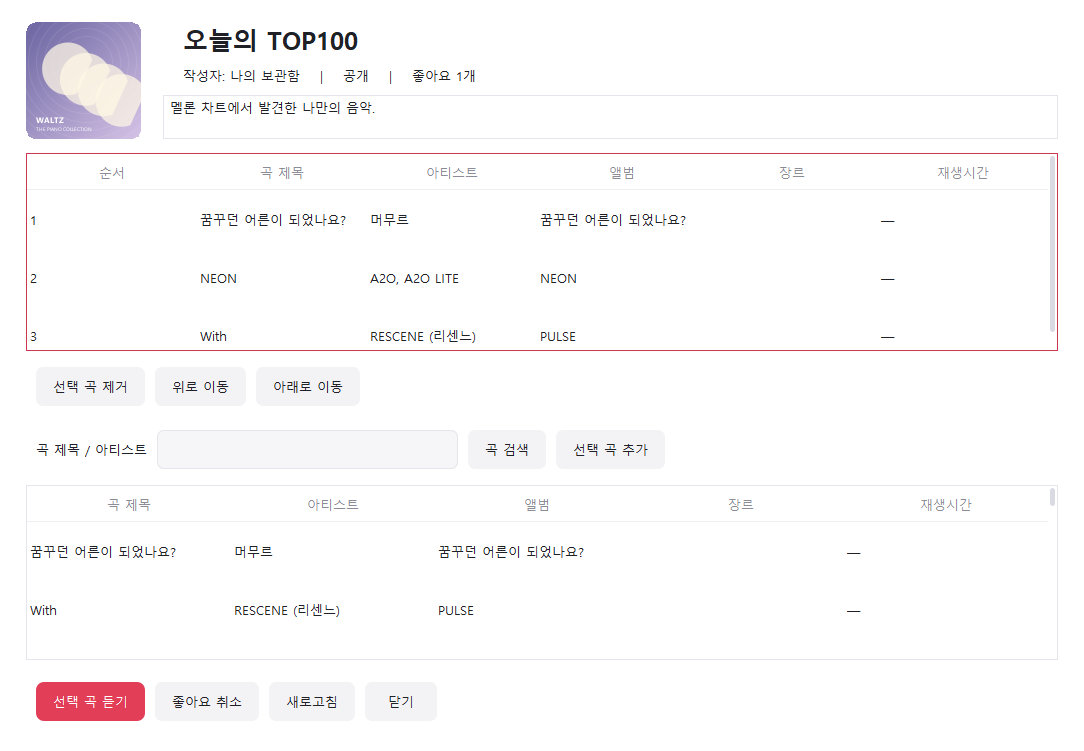 오늘의 TOP100
작성자: 나의 보관함 | 공개 | 좋아요 1개
WALTZ
THE PIANO COLLECTION
멜론 차트에서 발견한 나만의 음악.
순서 곡 제목 아티스트 앨범 장르 재생시간
1 꿈꾸던 어른이 되었나요? 머무르 꿈꾸던 어른이 되었나요? —
2 NEON A2O, A2O LITE NEON —
3 With RESCENE (리센느) PULSE —
선택 곡 제거 위로 이동 아래로 이동
곡 제목 / 아티스트 곡 검색 선택 곡 추가
곡 제목 아티스트 앨범 장르 재생시간
꿈꾸던 어른이 되었나요? 머무르 꿈꾸던 어른이 되었나요? —
With RESCENE (리센느) PULSE —
선택 곡 듣기 좋아요 취소 새로고침 닫기